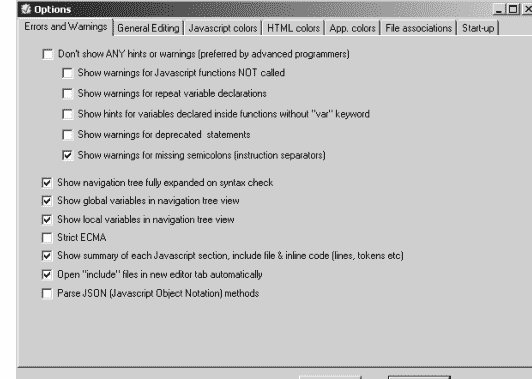 Options
Errors and Warnings General Editing Javascript colors HTML colors App. colors File associations Start-up
Don't show ANY hints or warnings (preferred by advanced programmers)
Show warnings for Javascript functions NOT called
Show warnings for repeat variable declarations
Show hints for variables declared inside functions without "var" keyword
Show warnings for deprecated statements
Show warnings for missing semicolons (instruction separators)
Show navigation tree fully expanded on syntax check
Show global variables in navigation tree view
Show local variables in navigation tree view
Strict ECMA
Show summary of each Javascript section, include file & inline code (lines, tokens etc)
Open "include" files in new editor tab automatically
Parse JSON (Javascript Object Notation) methods